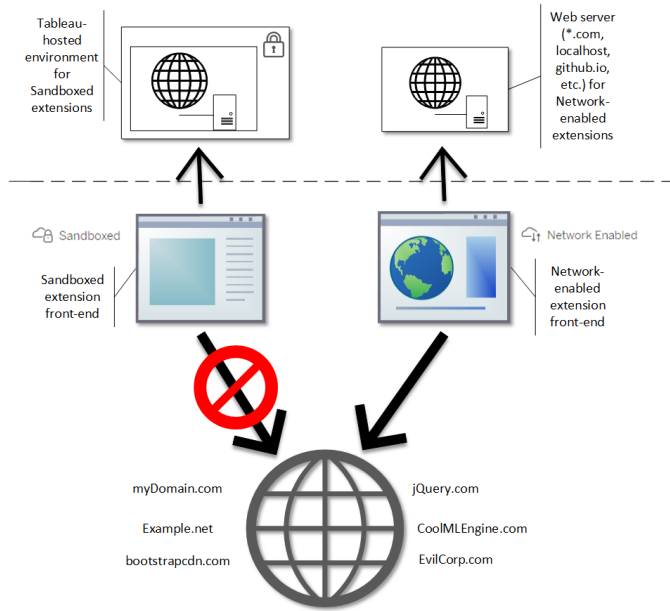 Tableau-
hosted
environment
for
Sandboxed
extensions
Web server
(*.com,
localhost,
github.io,
etc.) for
Network-
enabled
extensions
Sandboxed
Sandboxed
extension
front-end
Network Enabled
Network-
enabled
extension
front-end
myDomain.com
jQuery.com
Example.net
CoolMLEngine.com
bootstrapcdn.com
EvilCorp.com